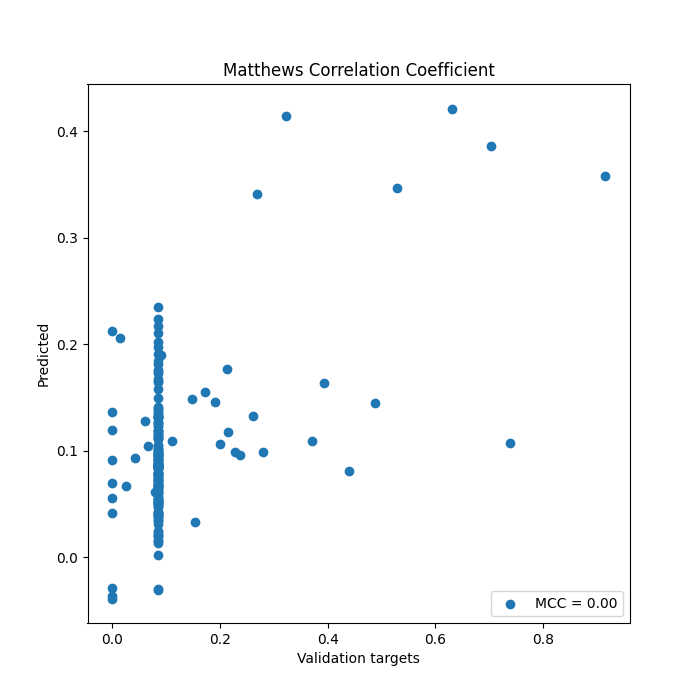 Matthews Correlation Coefficient
0.4
0.3
0.2
0.1
0.0
Predicted
MCC = 0.00
0.0 0.2 0.4 0.6 0.8
Validation targets